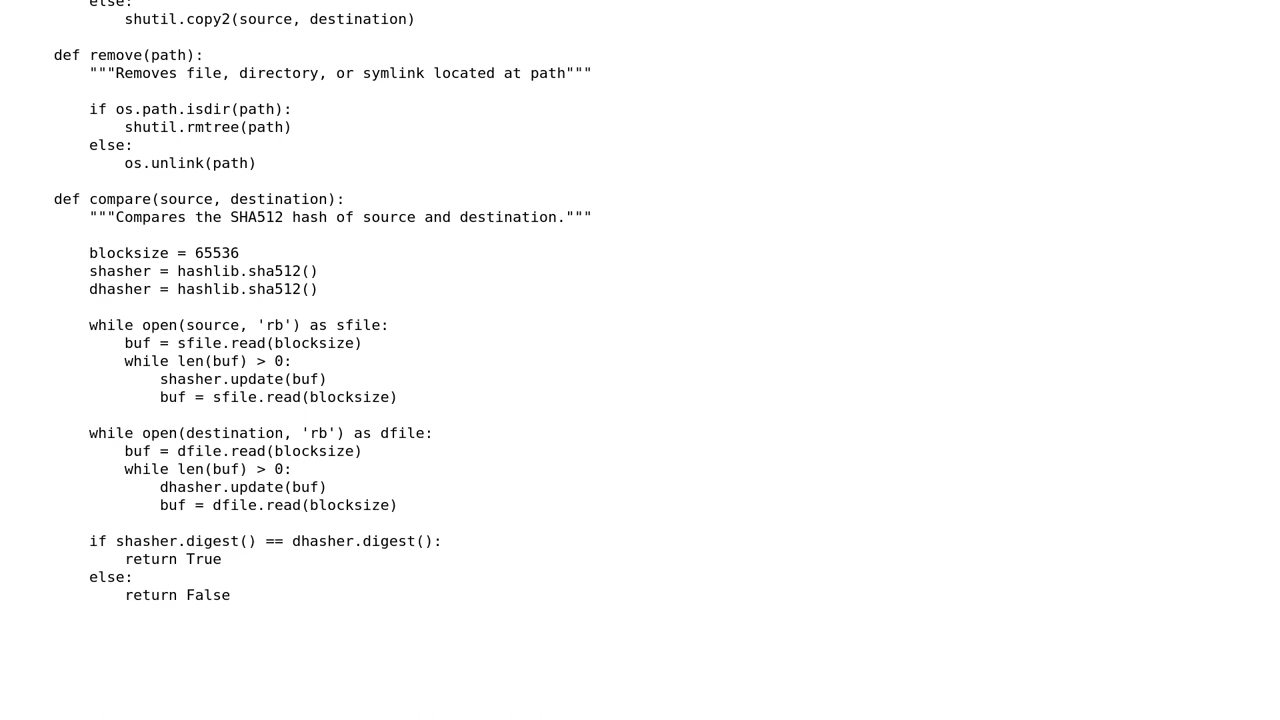 else:
shutil.copy2(source, destination)
def remove(path):
"""Removes file, directory, or symlink located at path"""
if os.path.isdir(path):
shutil.rmtree(path)
else:
os.unlink(path)
def compare(source, destination):
"""Compares the SHA512 hash of source and destination."""
blocksize = 65536
shasher = hashlib.sha512()
dhasher = hashlib.sha512()
while open(source, 'rb') as sfile:
buf = sfile.read(blocksize)
while len(buf) > 0:
shasher.update(buf)
buf = sfile.read(blocksize)
while open(destination, 'rb') as dfile:
buf = dfile.read(blocksize)
while len(buf) > 0:
dhasher.update(buf)
buf = dfile.read(blocksize)
if shasher.digest() == dhasher.digest():
return True
else:
return False